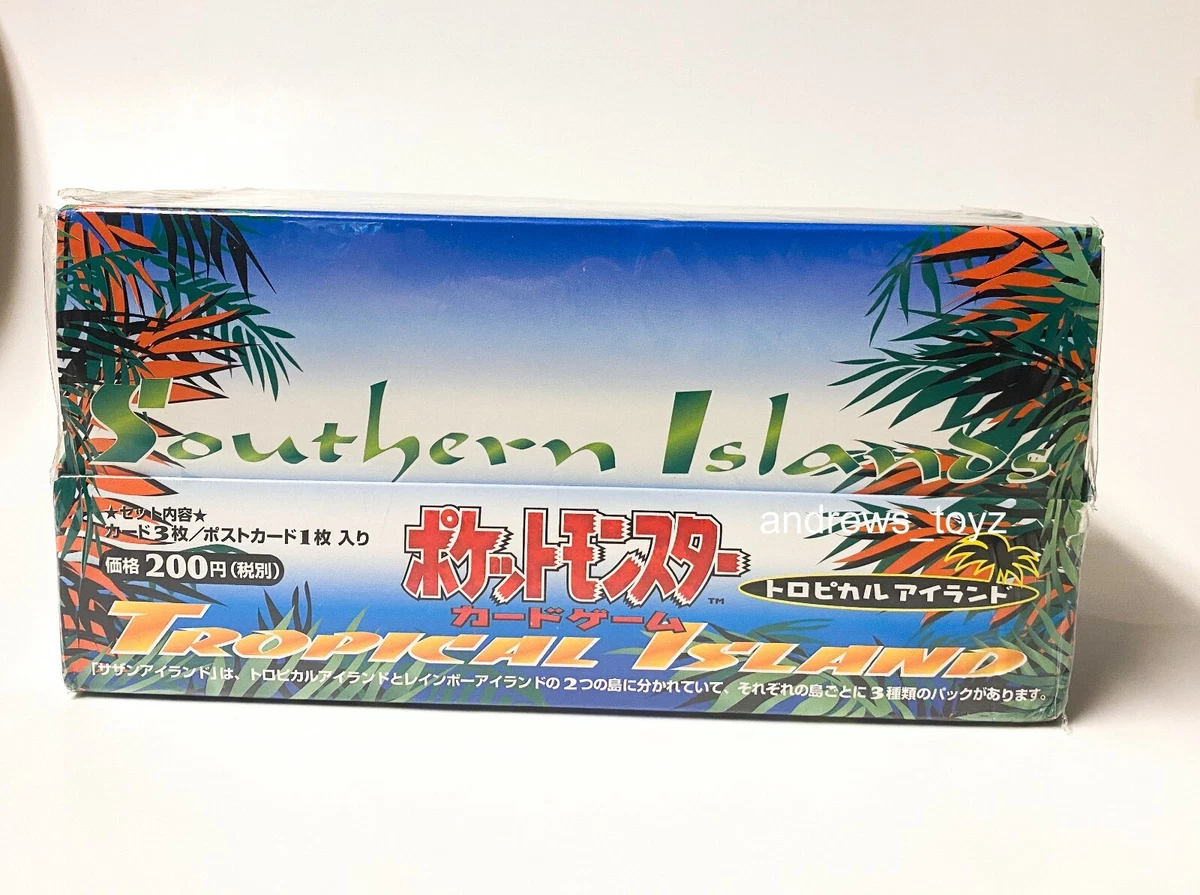 Southern Islands
★セット内容★
カード3枚/ポストカード1枚 入り
価格 200円(税別)
ポケットモンスター
™
カードゲーム
androws_toyz
トロピカル アイランド
TROPICAL ISLAND
「サザンアイランド」は、トロピカルアイランドとレインボーアイランドの2つの島に分かれていて、それぞれの島ごとに3種類のパックがあります。